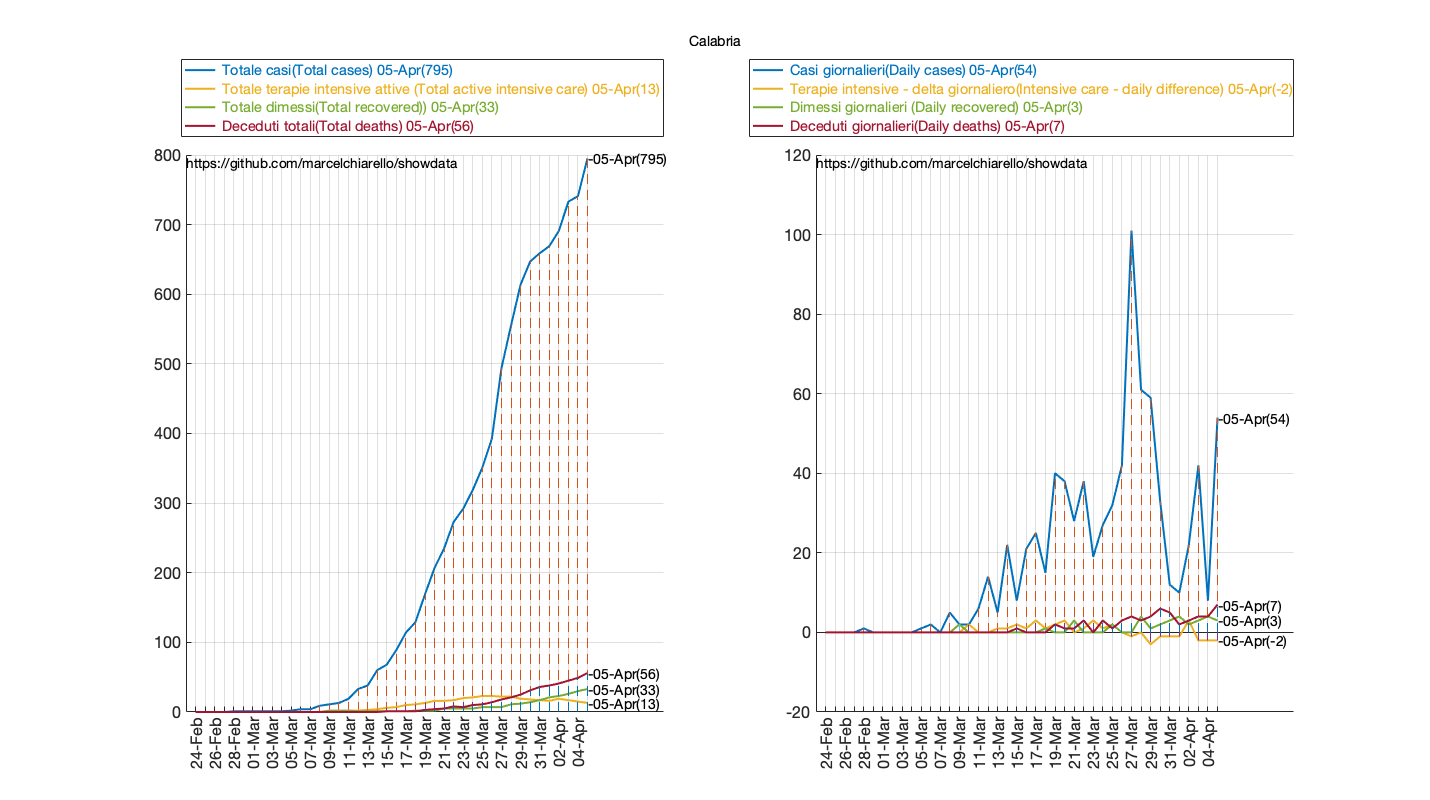 Calabria
Totale casi(Total cases) 05-Apr(795)
Totale terapie intensive attive (Total active intensive care) 05-Apr(13)
Totale dimessi(Total recovered)) 05-Apr(33)
Deceduti totali(Total deaths) 05-Apr(56)
800
700
600
500
400
300
200
100
0
https://github.com/marcelchiarello/showdata
-05-Apr(795)
-05-Apr(56)
-05-Apr(33)
-05-Apr(13)
24-Feb
26-Feb
28-Feb
01-Mar
03-Mar
05-Mar
07-Mar
09-Mar
11-Mar
13-Mar
15-Mar
17-Mar
19-Mar
21-Mar
23-Mar
25-Mar
27-Mar
29-Mar
31-Mar
02-Apr
04-Apr
Casi giornalieri(Daily cases) 05-Apr(54)
Terapie intensive - delta giornaliero(Intensive care - daily difference) 05-Apr(-2)
Dimessi giornalieri (Daily recovered) 05-Apr(3)
Deceduti giornalieri(Daily deaths) 05-Apr(7)
120
100
80
60
40
20
0
-20
https://github.com/marcelchiarello/showdata
-05-Apr(54)
-05-Apr(7)
-05-Apr(3)
-05-Apr(-2)
24-Feb
26-Feb
28-Feb
01-Mar
03-Mar
05-Mar
07-Mar
09-Mar
11-Mar
13-Mar
15-Mar
17-Mar
19-Mar
21-Mar
23-Mar
25-Mar
27-Mar
29-Mar
31-Mar
02-Apr
04-Apr